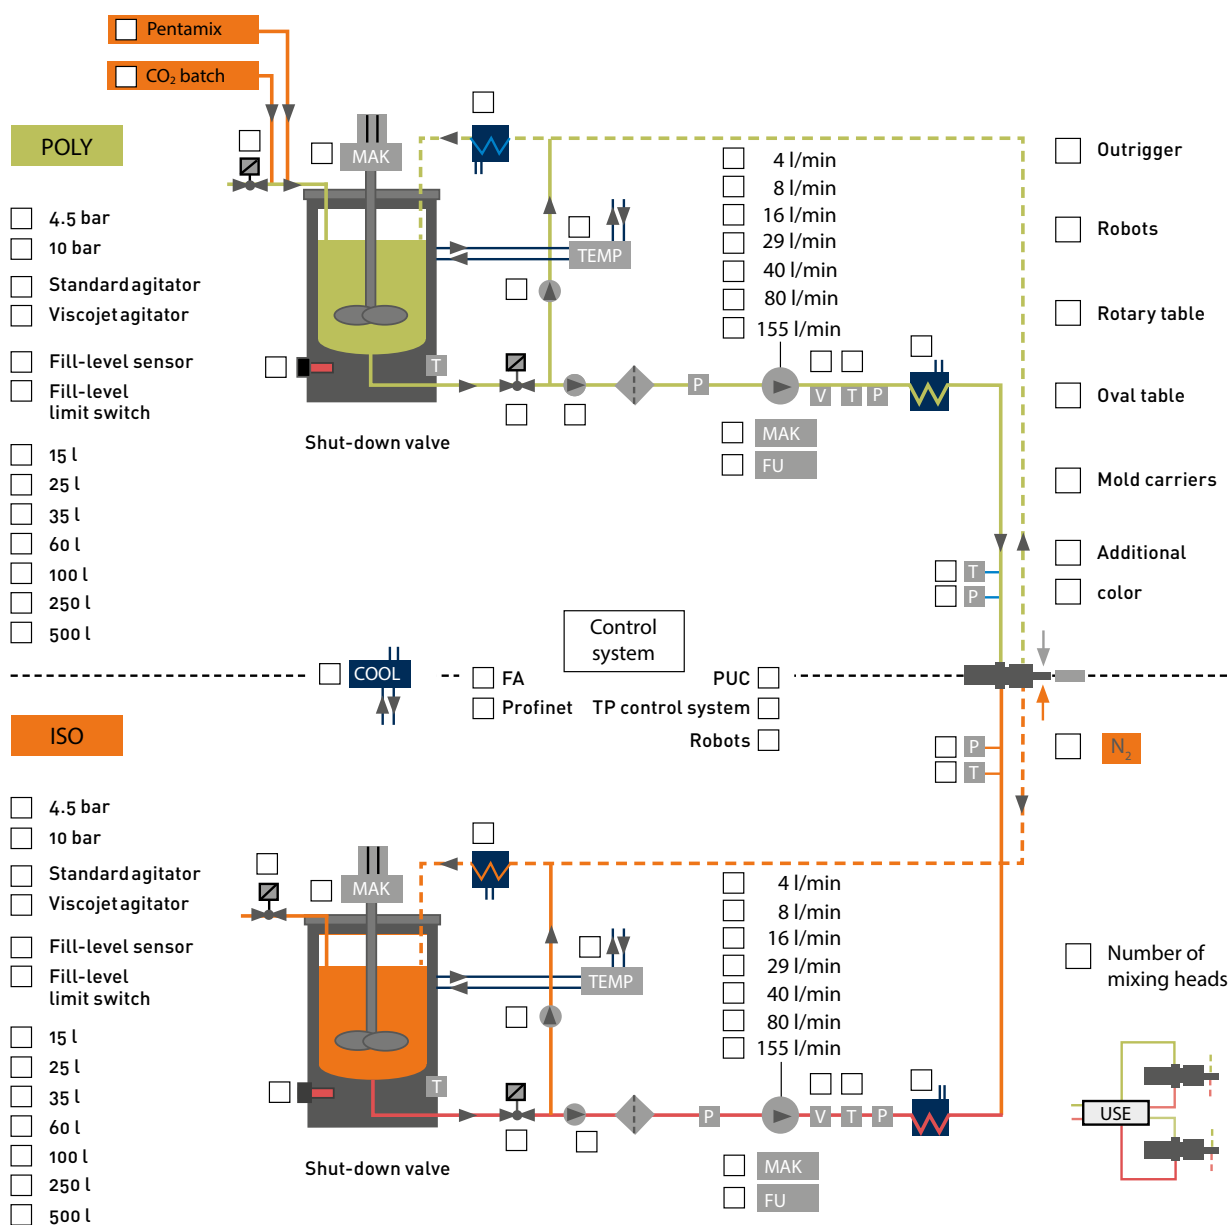 Pentamix
CO₂ batch
POLY
MAK
4.5 bar
10 bar
Standard agitator
Viscojet agitator
Fill-level sensor
Fill-level
limit switch
15 l
25 l
35 l
60 l
100 l
250 l
500 l
TEMP
T
Shut-down valve
4 l/min
8 l/min
16 l/min
29 l/min
40 l/min
80 l/min
155 l/min
P
V
T
P
MAK
FU
Outrigger
Robots
Rotary table
Oval table
Mold carriers
Additional
color
T
P
Control
system
COOL
FA
Profinet
PUC
TP control system
Robots
ISO
P
T
N₂
4.5 bar
10 bar
Standard agitator
Viscojet agitator
Fill-level sensor
Fill-level
limit switch
15 l
25 l
35 l
60 l
100 l
250 l
500 l
MAK
TEMP
T
Shut-down valve
4 l/min
8 l/min
16 l/min
29 l/min
40 l/min
80 l/min
155 l/min
P
V
T
P
MAK
FU
Number of
mixing heads
USE